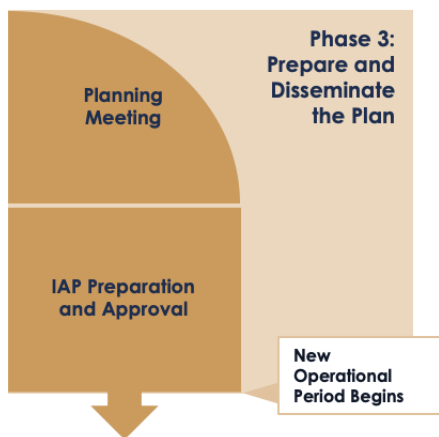 Phase 3:
Prepare and
Disseminate
the Plan
Planning
Meeting
IAP Preparation
and Approval
New
Operational
Period Begins